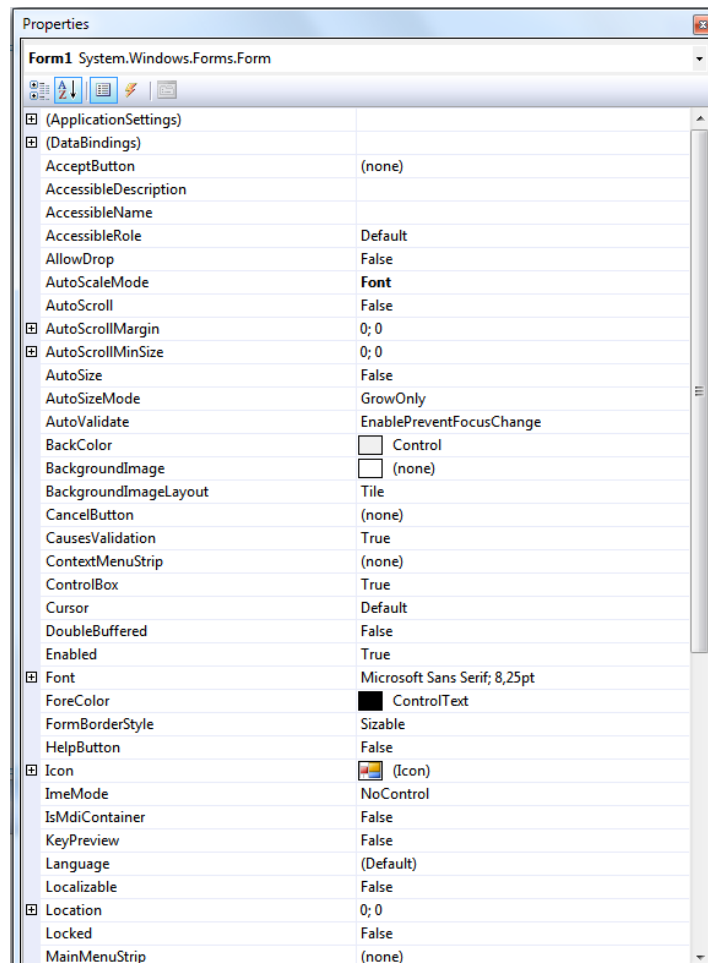 Properties
Form1 System.Windows.Forms.Form
(ApplicationSettings)
(DataBindings)
AcceptButton (none)
AccessibleDescription
AccessibleName
AccessibleRole Default
AllowDrop False
AutoScaleMode Font
AutoScroll False
AutoScrollMargin 0; 0
AutoScrollMinSize 0; 0
AutoSize False
AutoSizeMode GrowOnly
AutoValidate EnablePreventFocusChange
BackColor Control
BackgroundImage (none)
BackgroundImageLayout Tile
CancelButton (none)
CausesValidation True
ContextMenuStrip (none)
ControlBox True
Cursor Default
DoubleBuffered False
Enabled True
Font Microsoft Sans Serif; 8,25pt
ForeColor ControlText
FormBorderStyle Sizable
HelpButton False
Icon (Icon)
ImeMode NoControl
IsMdiContainer False
KeyPreview False
Language (Default)
Localizable False
Location 0; 0
Locked False
MainMenuStrip (none)